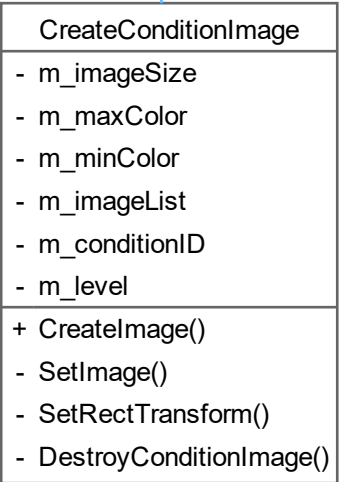 CreateConditionImage
- m_imageSize
- m_maxColor
- m_minColor
- m_imageList
- m_conditionID
- m_level
+ CreateImage()
- SetImage()
- SetRectTransform()
- DestroyConditionImage()